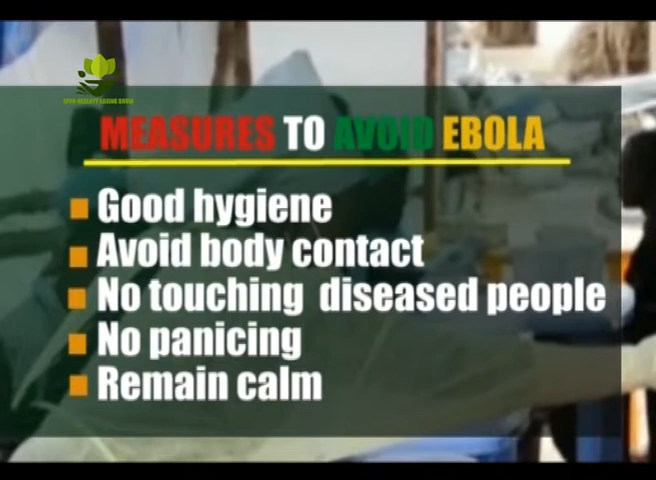 MEASURES TO AVOID EBOLA
Good hygiene
Avoid body contact
No touching diseased people
No panicing
Remain calm